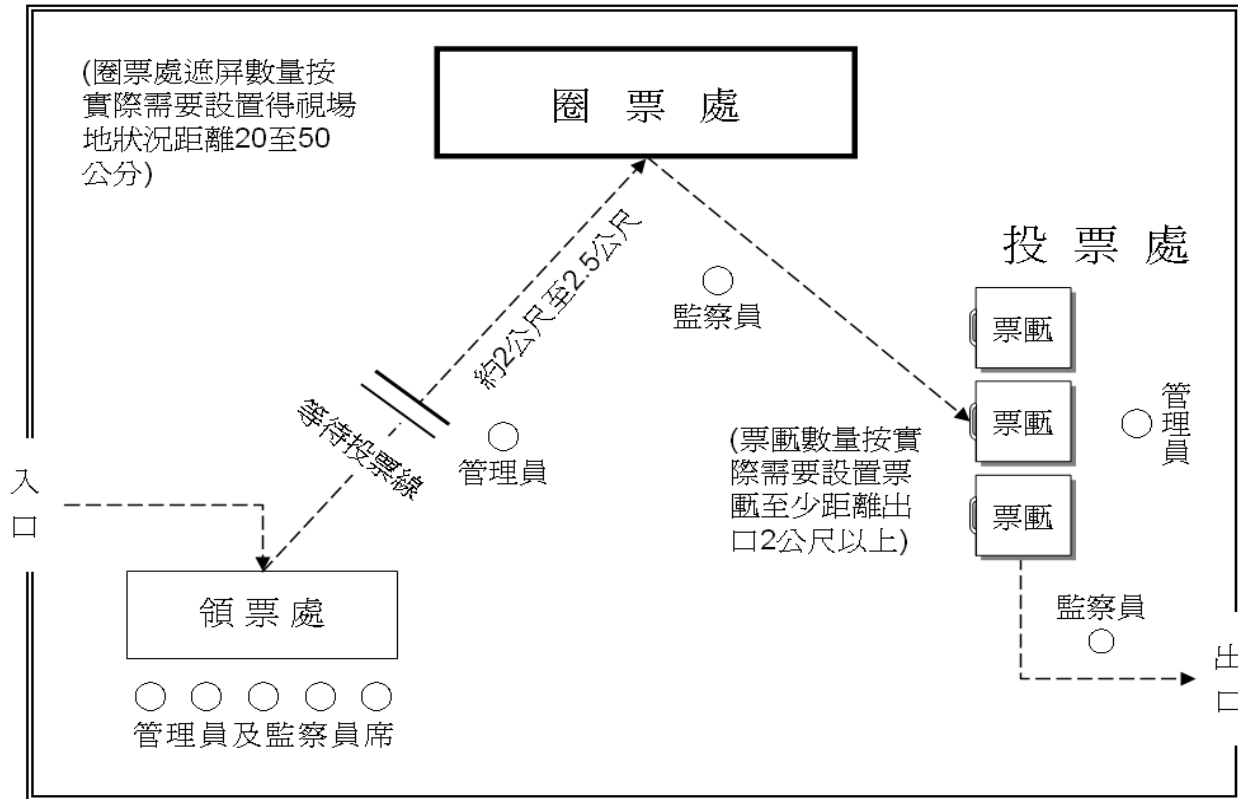 (圈票處遮屏數量按
實際需要設置得視場
地狀況距離20至50
公分)
圈票處
約2公尺至2.5公尺
等待投票線
監察員
管理員
投票處
票匭
票匭
票匭
管理員
(票匭數量按實
際需要設置票
匭至少距離出
口2公尺以上)
入口
領票處
管理員及監察員席
監察員
出口